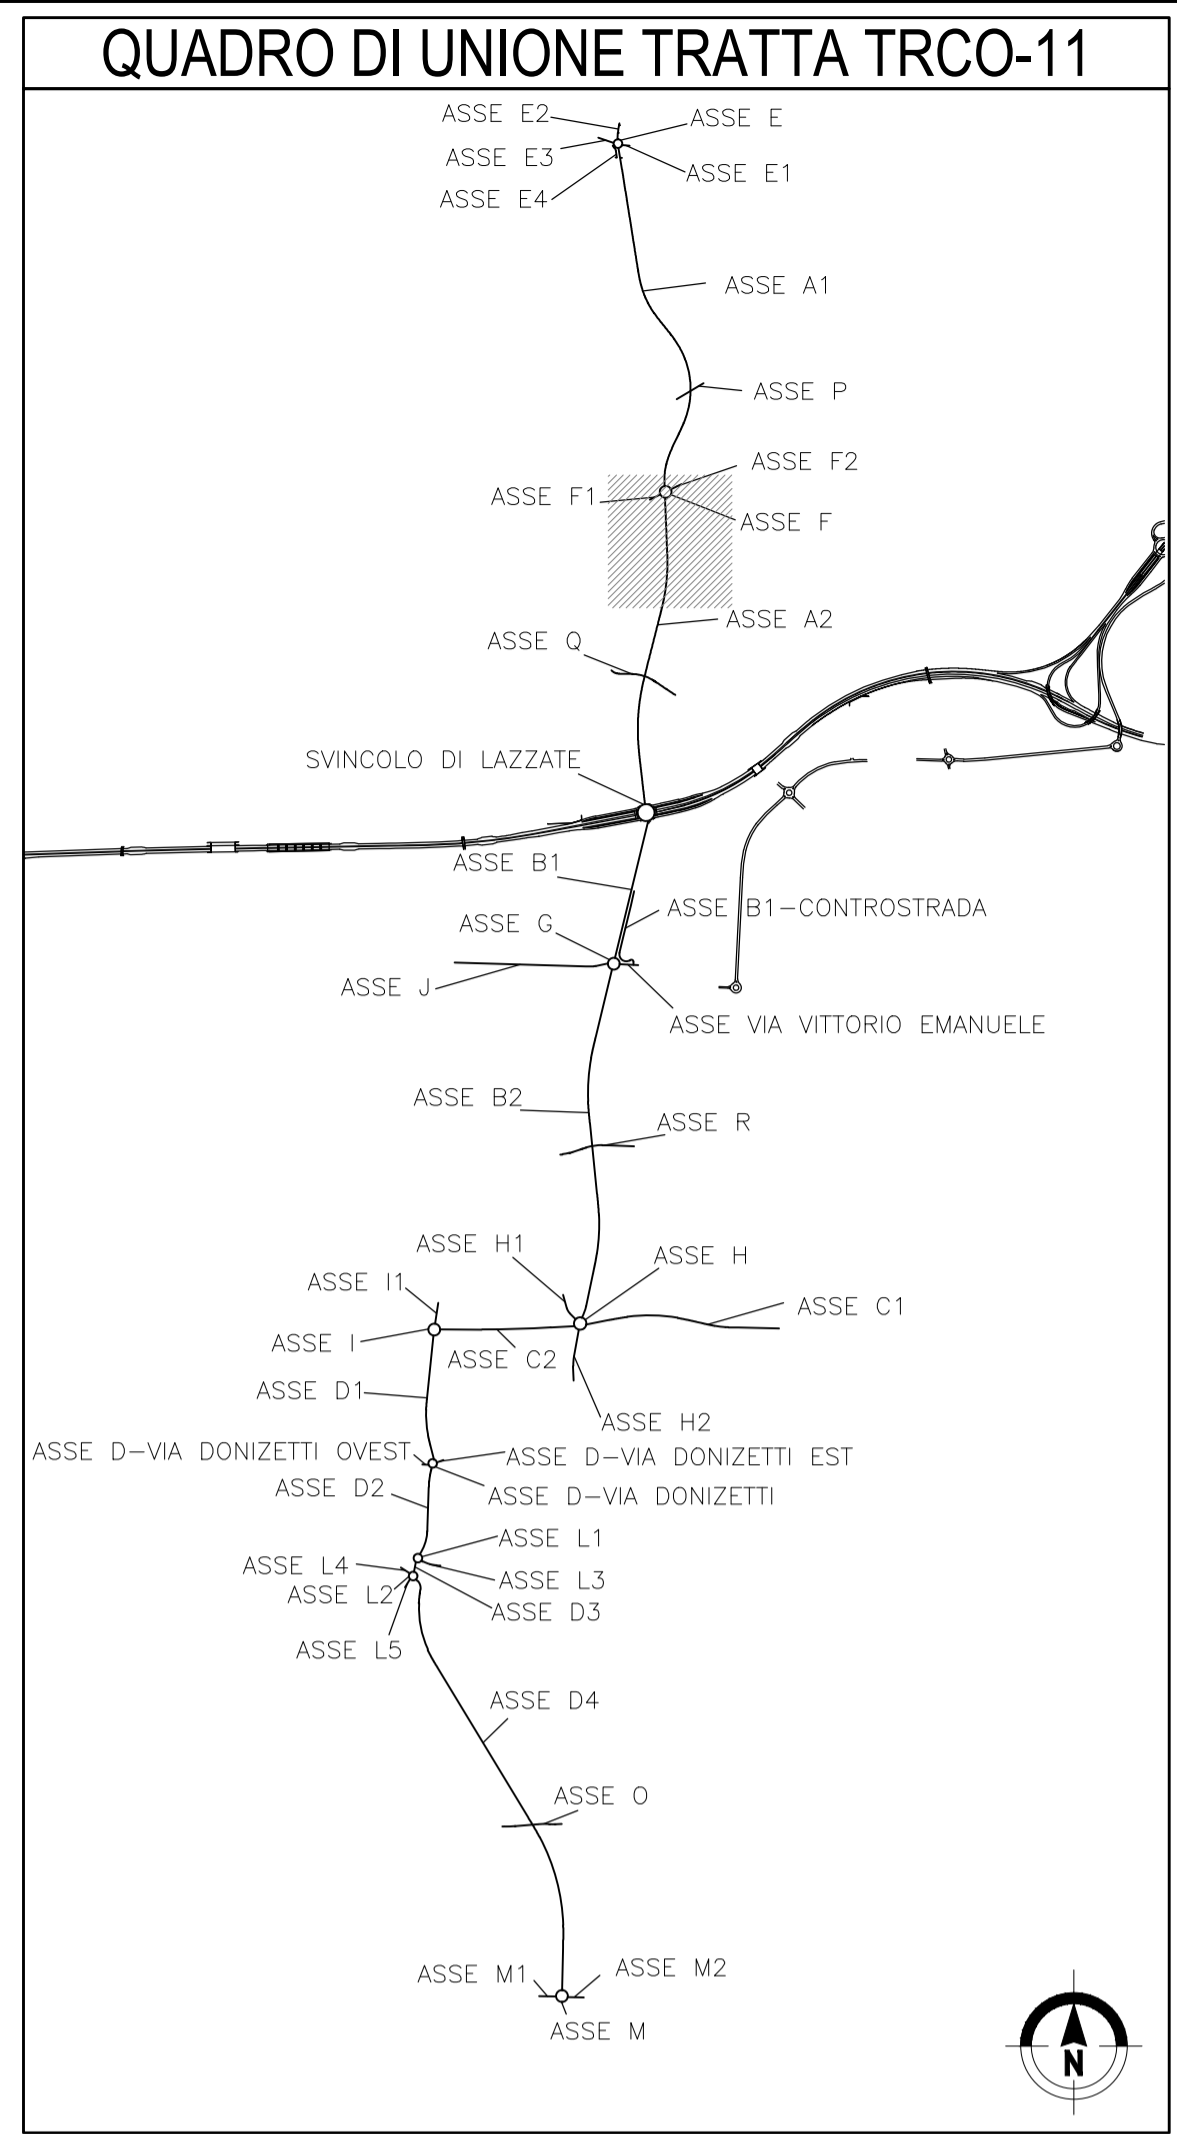 QUADRO DI UNIONE TRATTA TRCO-11
ASSE E2
ASSE E
ASSE E3
ASSE E1
ASSE E4
ASSE A1
ASSE P
ASSE F2
ASSE F1
ASSE F
ASSE A2
ASSE Q
SVINCOLO DI LAZZATE
ASSE B1
ASSE B1-CONTROSTRADA
ASSE G
ASSE J
ASSE VIA VITTORIO EMANUELE
ASSE B2
ASSE R
ASSE H1
ASSE H
ASSE I1
ASSE C1
ASSE I
ASSE C2
ASSE D1
ASSE H2
ASSE D-VIA DONIZETTI OVEST
ASSE D-VIA DONIZETTI EST
ASSE D2
ASSE D-VIA DONIZETTI
ASSE L1
ASSE L4
ASSE L3
ASSE L2
ASSE D3
ASSE L5
ASSE D4
ASSE O
ASSE M1
ASSE M2
ASSE M
N